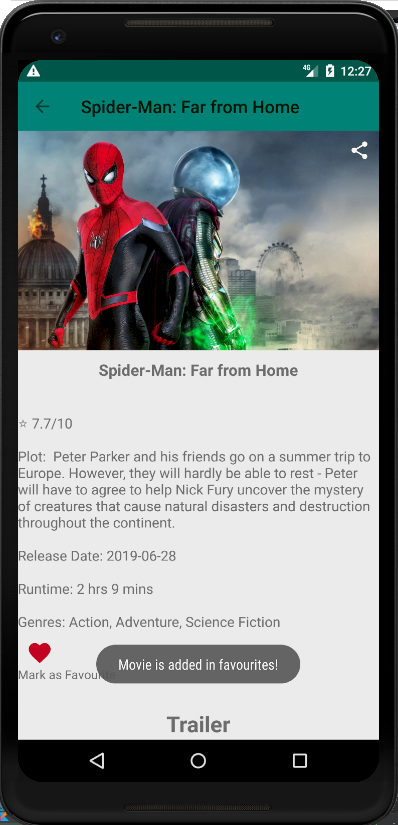 4G 12:27
Spider-Man: Far from Home
Spider-Man: Far from Home
☆ 7.7/10
Plot:  Peter Parker and his friends go on a summer trip to
Europe. However, they will hardly be able to rest - Peter
will have to agree to help Nick Fury uncover the mystery
of creatures that cause natural disasters and destruction
throughout the continent.
Release Date: 2019-06-28
Runtime: 2 hrs 9 mins
Genres: Action, Adventure, Science Fiction
Movie is added in favourites!
Mark as Favourite
Trailer